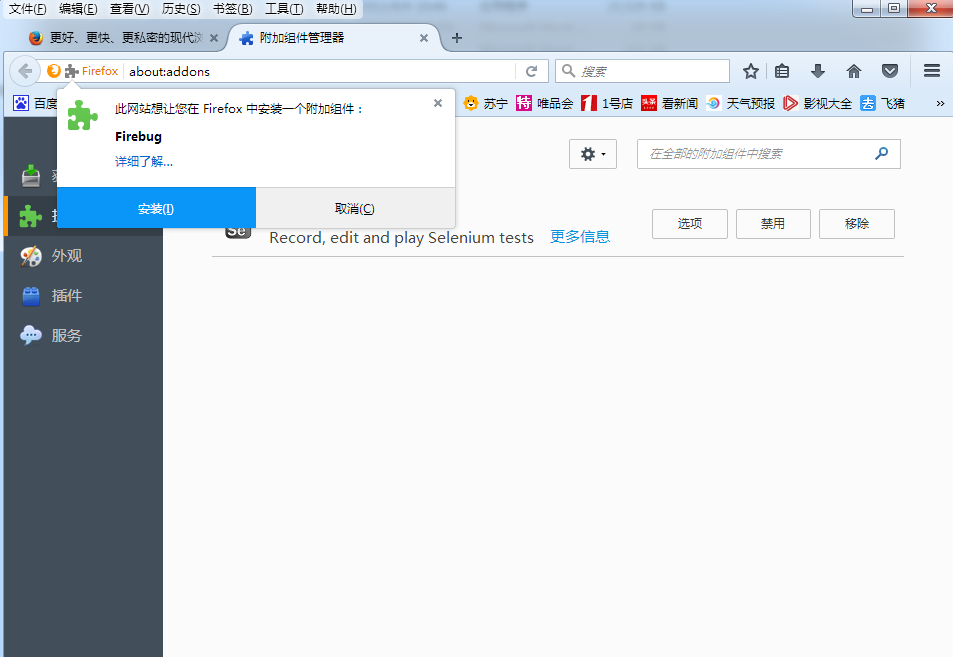 文件(F) 编辑(E) 查看(V) 历史(S) 书签(B) 工具(T) 帮助(H)
更好、更快、更私密的现代浏 附加组件管理器
Firefox about:addons 搜索
百度 苏宁 特 唯品会 1号店 头条 看新闻 天气预报 影视大全 去 飞猪
此网站想让您在 Firefox 中安装一个附加组件：
Firebug
详细了解...
安装(I) 取消(C)
在全部的附加组件中搜索
Se Record, edit and play Selenium tests 更多信息 选项 禁用 移除
外观
插件
服务